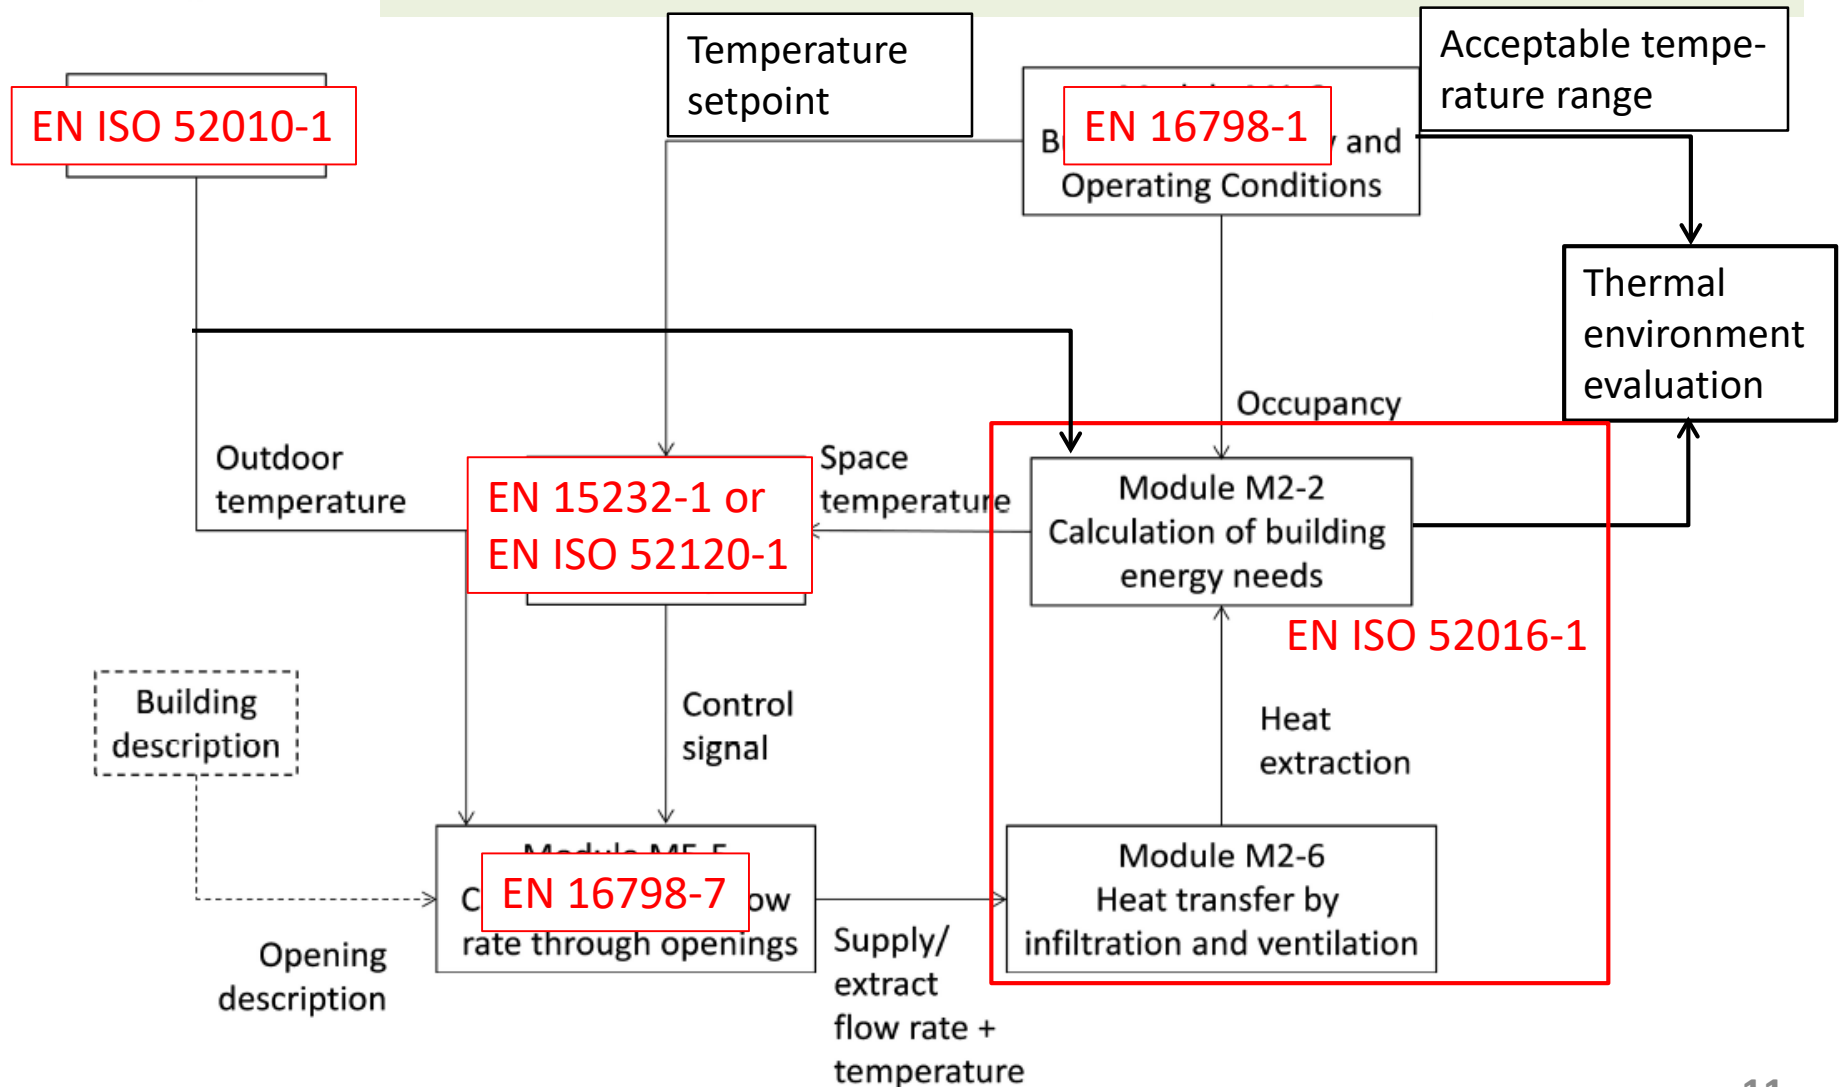 Temperature
setpoint
Acceptable tempe-
rature range
EN ISO 52010-1
EN 16798-1
and
Operating Conditions
Thermal
environment
evaluation
Occupancy
Outdoor
temperature
EN 15232-1 or
EN ISO 52120-1
Space
temperature
Module M2-2
Calculation of building
energy needs
EN ISO 52016-1
Building
description
Control
signal
Heat
extraction
EN 16798-7
rate through openings
Module M2-6
Heat transfer by
infiltration and ventilation
Opening
description
Supply/
extract
flow rate +
temperature